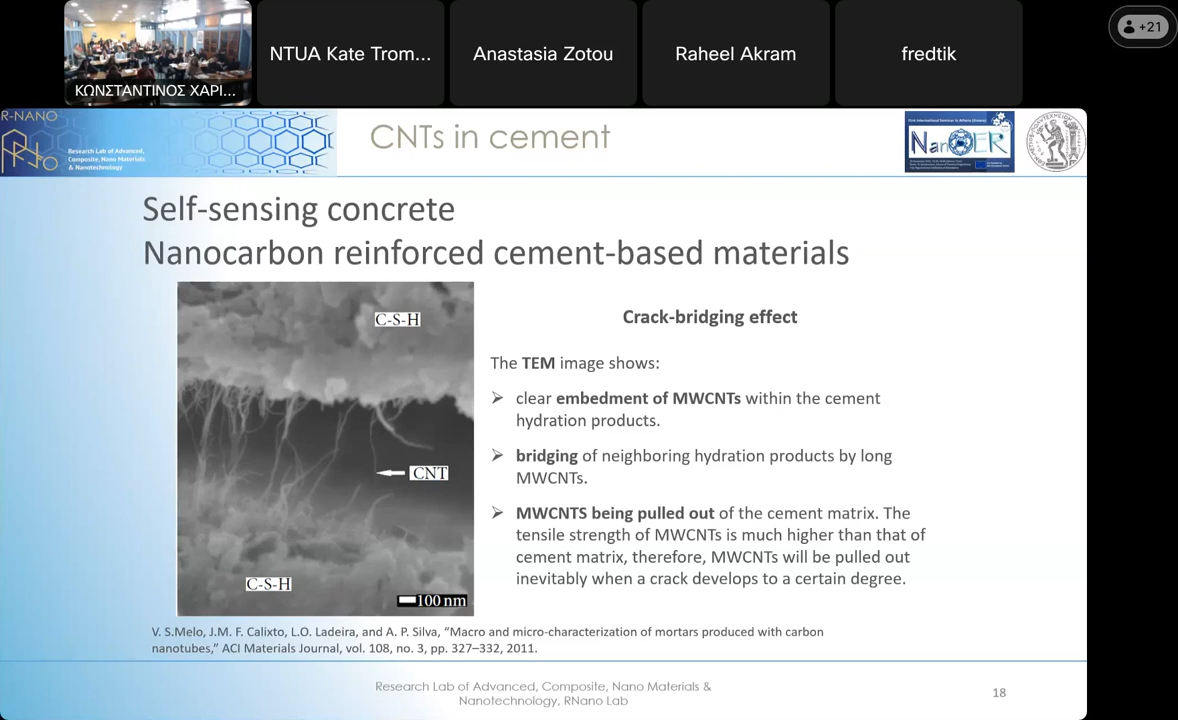 ΚΩΝΣΤΑΝΤΙΝΟΣ ΧΑΡΙ...
NTUA Kate Trom...
Anastasia Zotou
Raheel Akram
fredtik
+21
R-NANO
Research Lab of Advanced,
Composite, Nano Materials
& Nanotechnology
CNTs in cement
First International Seminar in Athens (Greece)
Self-sensing concrete
Nanocarbon reinforced cement-based materials
C-S-H
CNT
C-S-H
100 nm
Crack-bridging effect
The TEM image shows:
➢ clear embedment of MWCNTs within the cement
hydration products.
➢ bridging of neighboring hydration products by long
MWCNTs.
➢ MWCNTS being pulled out of the cement matrix. The
tensile strength of MWCNTs is much higher than that of
cement matrix, therefore, MWCNTs will be pulled out
inevitably when a crack develops to a certain degree.
V. S.Melo, J.M. F. Calixto, L.O. Ladeira, and A. P. Silva, “Macro and micro-characterization of mortars produced with carbon
nanotubes,” ACI Materials Journal, vol. 108, no. 3, pp. 327–332, 2011.
Research Lab of Advanced, Composite, Nano Materials &
Nanotechnology, RNano Lab
18